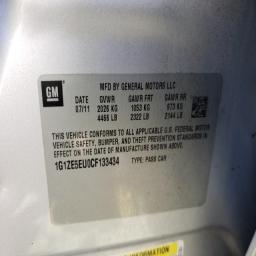 GM
MFD BY GENERAL MOTORS LLC
DATE GVWR GAWR FRT GAWR RR
07/11 2026 KG 1053 KG 973 KG
4466 LB 2322 LB 2144 LB
THIS VEHICLE CONFORMS TO ALL APPLICABLE U.S. FEDERAL MOTOR
VEHICLE SAFETY, BUMPER, AND THEFT PREVENTION STANDARDS IN
EFFECT ON THE DATE OF MANUFACTURE SHOWN ABOVE.
1G1ZE5EU0CF133434 TYPE: PASS CAR
INFORMATION